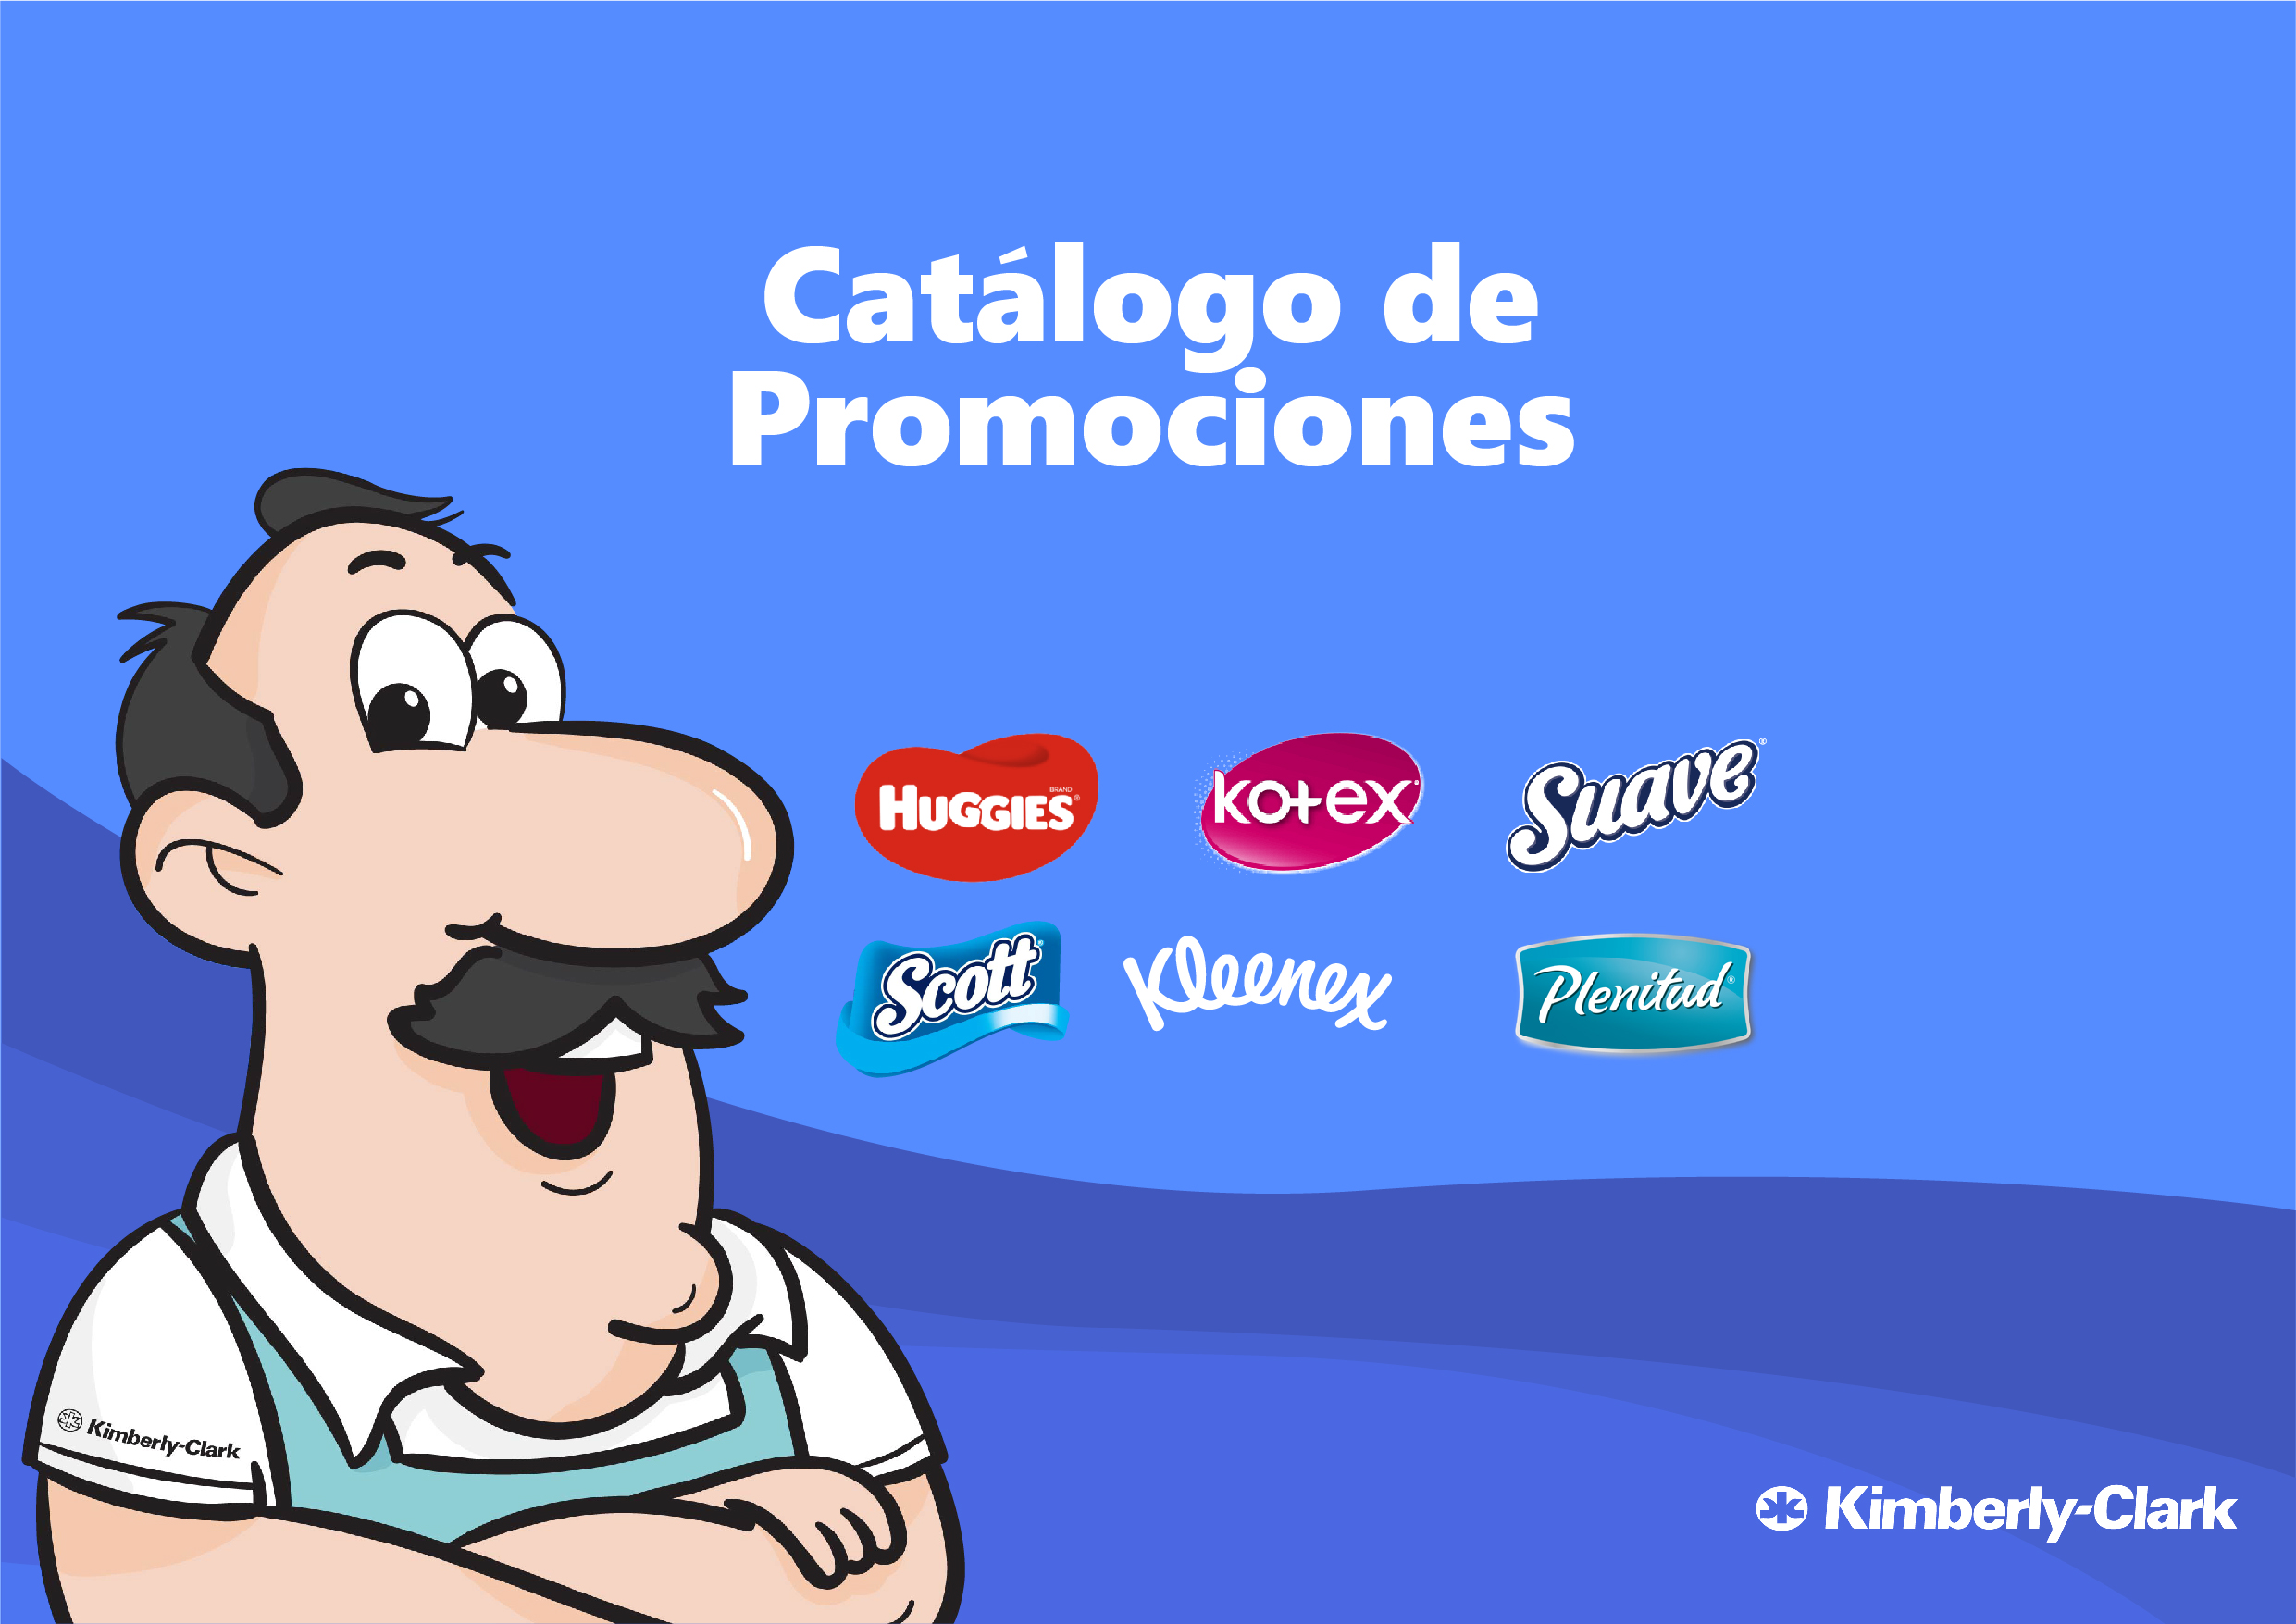 Catálogo de
Promociones
HUGGIES BRAND ®
kotex®
Suave®
Scott®
Kleenex
Plenitud®
Kimberly-Clark
Kimberly-Clark